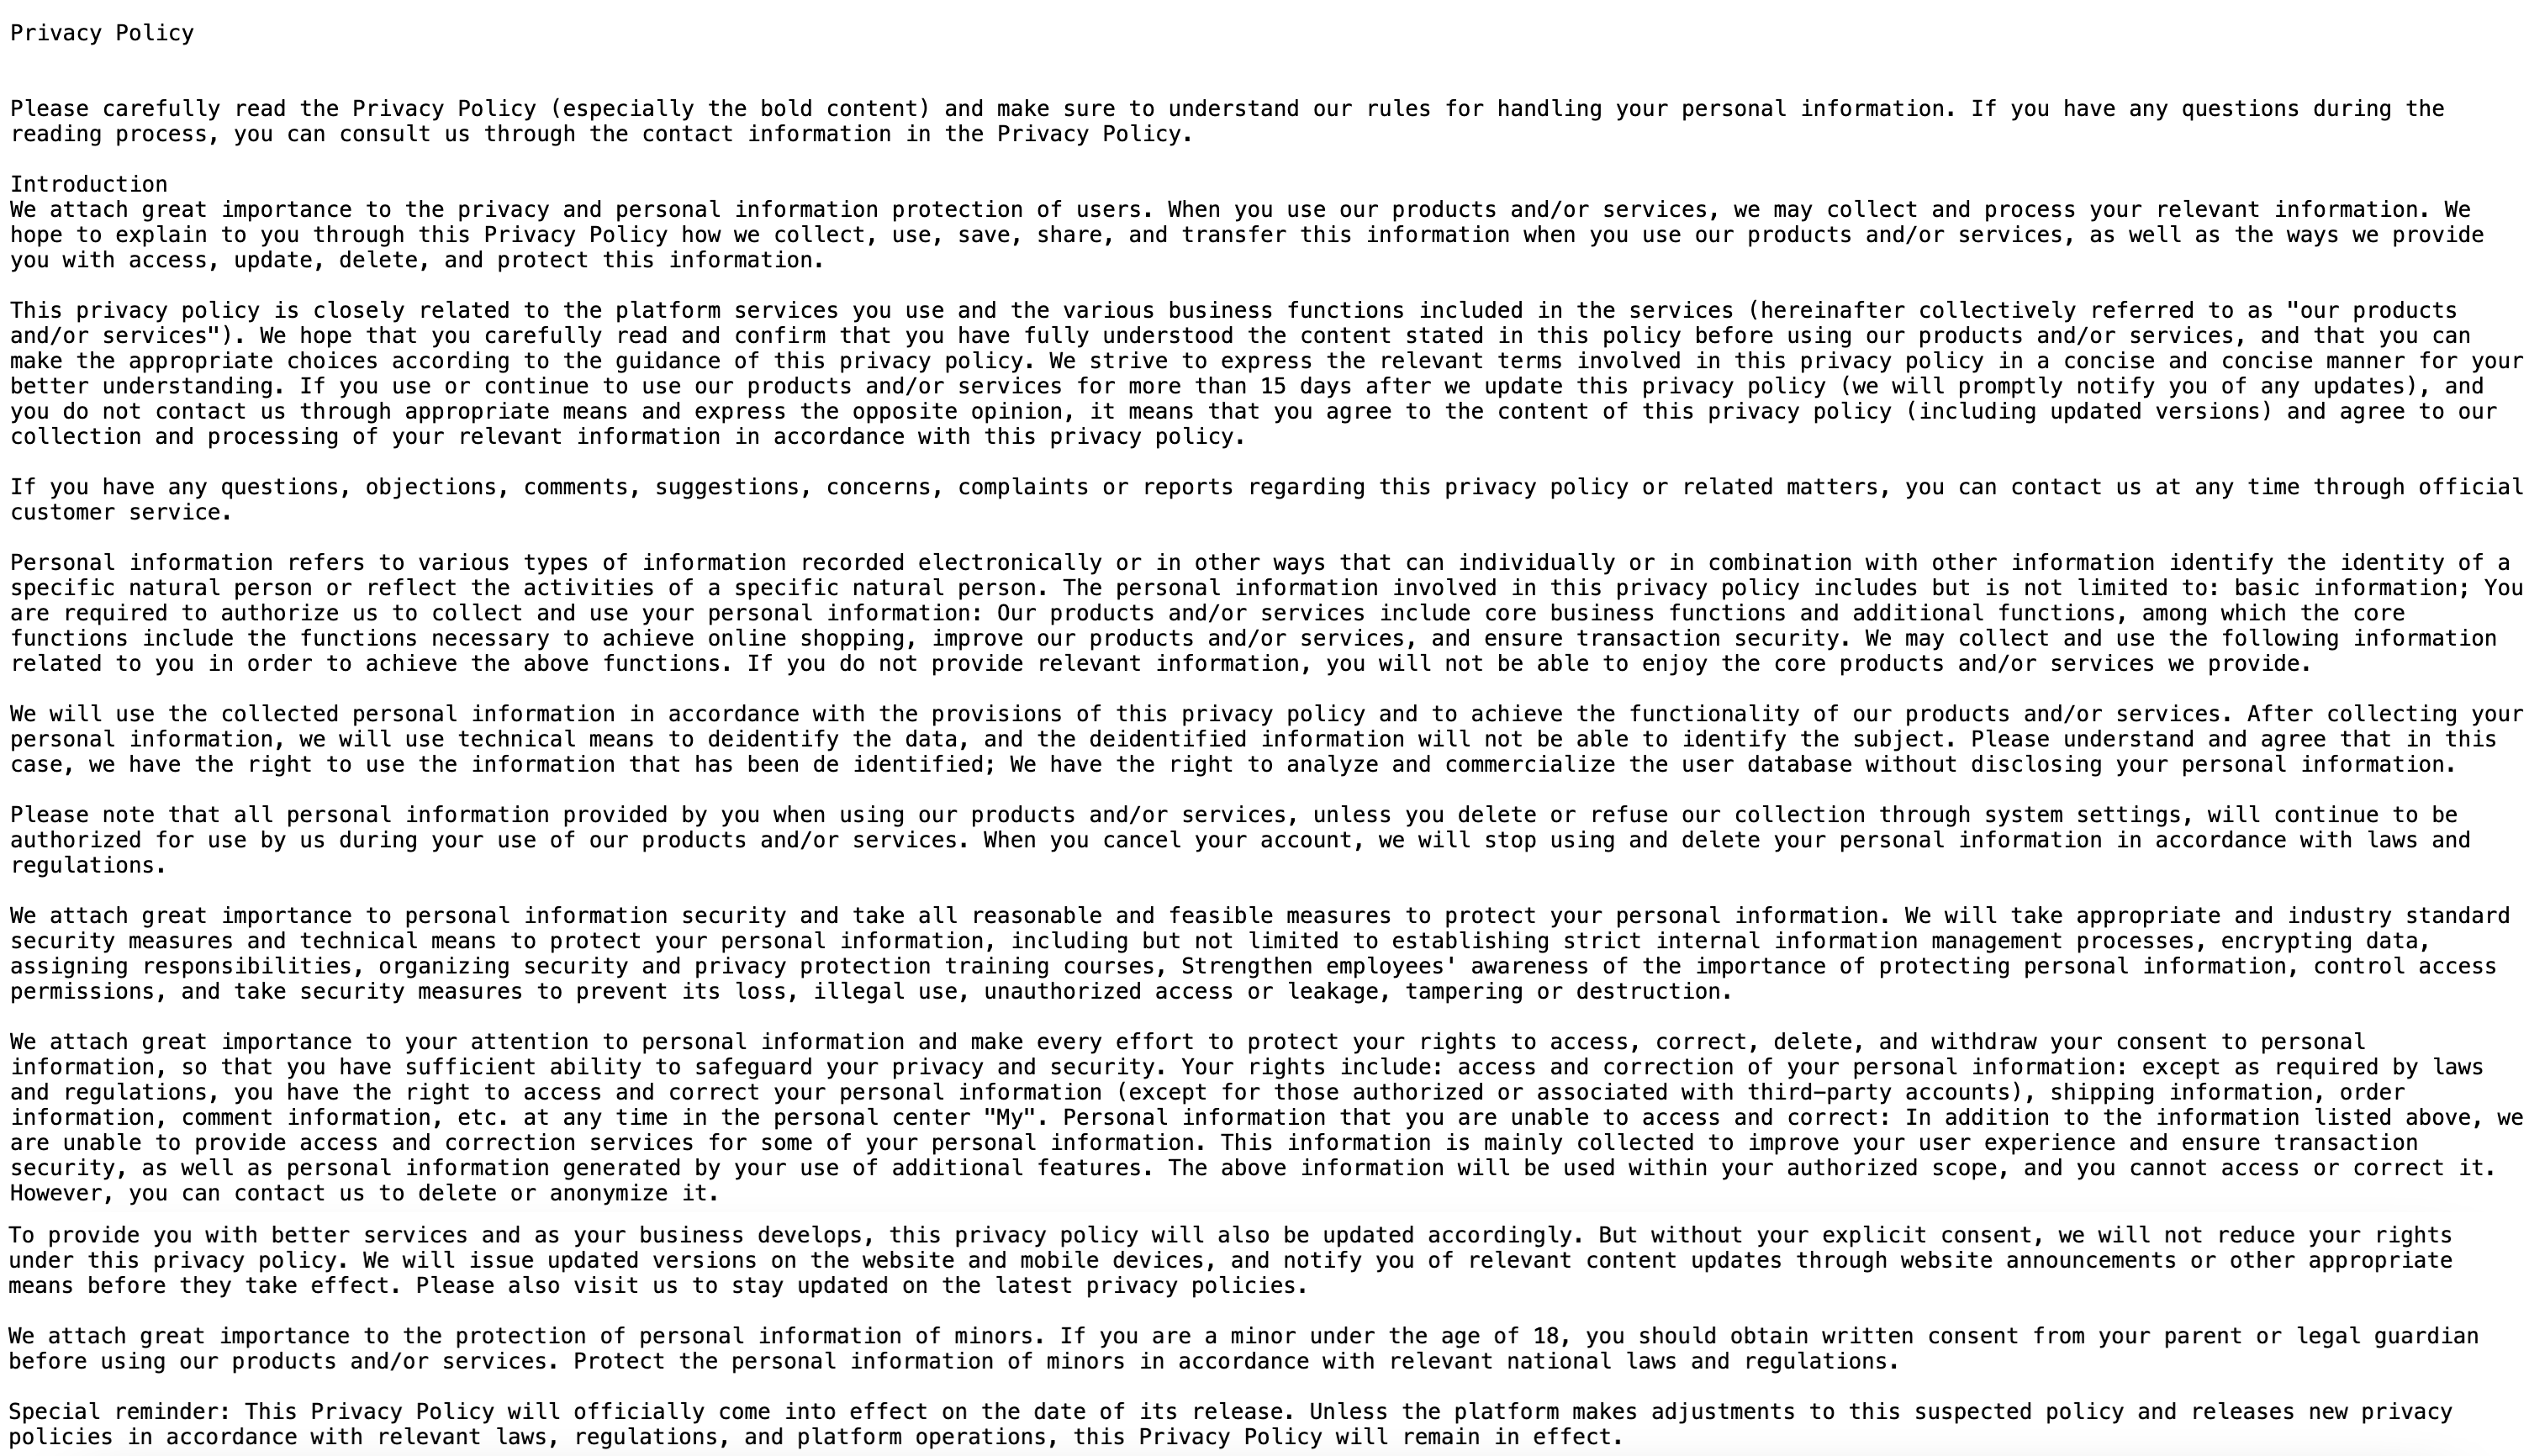 Privacy Policy
Please carefully read the Privacy Policy (especially the bold content) and make sure to understand our rules for handling your personal information. If you have any questions during the
reading process, you can consult us through the contact information in the Privacy Policy.
Introduction
We attach great importance to the privacy and personal information protection of users. When you use our products and/or services, we may collect and process your relevant information. We
hope to explain to you through this Privacy Policy how we collect, use, save, share, and transfer this information when you use our products and/or services, as well as the ways we provide
you with access, update, delete, and protect this information.
This privacy policy is closely related to the platform services you use and the various business functions included in the services (hereinafter collectively referred to as "our products
and/or services"). We hope that you carefully read and confirm that you have fully understood the content stated in this policy before using our products and/or services, and that you can
make the appropriate choices according to the guidance of this privacy policy. We strive to express the relevant terms involved in this privacy policy in a concise and concise manner for your
better understanding. If you use or continue to use our products and/or services for more than 15 days after we update this privacy policy (we will promptly notify you of any updates), and
you do not contact us through appropriate means and express the opposite opinion, it means that you agree to the content of this privacy policy (including updated versions) and agree to our
collection and processing of your relevant information in accordance with this privacy policy.
If you have any questions, objections, comments, suggestions, concerns, complaints or reports regarding this privacy policy or related matters, you can contact us at any time through official
customer service.
Personal information refers to various types of information recorded electronically or in other ways that can individually or in combination with other information identify the identity of a
specific natural person or reflect the activities of a specific natural person. The personal information involved in this privacy policy includes but is not limited to: basic information; You
are required to authorize us to collect and use your personal information: Our products and/or services include core business functions and additional functions, among which the core
functions include the functions necessary to achieve online shopping, improve our products and/or services, and ensure transaction security. We may collect and use the following information
related to you in order to achieve the above functions. If you do not provide relevant information, you will not be able to enjoy the core products and/or services we provide.
We will use the collected personal information in accordance with the provisions of this privacy policy and to achieve the functionality of our products and/or services. After collecting your
personal information, we will use technical means to deidentify the data, and the deidentified information will not be able to identify the subject. Please understand and agree that in this
case, we have the right to use the information that has been de identified; We have the right to analyze and commercialize the user database without disclosing your personal information.
Please note that all personal information provided by you when using our products and/or services, unless you delete or refuse our collection through system settings, will continue to be
authorized for use by us during your use of our products and/or services. When you cancel your account, we will stop using and delete your personal information in accordance with laws and
regulations.
We attach great importance to personal information security and take all reasonable and feasible measures to protect your personal information. We will take appropriate and industry standard
security measures and technical means to protect your personal information, including but not limited to establishing strict internal information management processes, encrypting data,
assigning responsibilities, organizing security and privacy protection training courses, Strengthen employees' awareness of the importance of protecting personal information, control access
permissions, and take security measures to prevent its loss, illegal use, unauthorized access or leakage, tampering or destruction.
We attach great importance to your attention to personal information and make every effort to protect your rights to access, correct, delete, and withdraw your consent to personal
information, so that you have sufficient ability to safeguard your privacy and security. Your rights include: access and correction of your personal information: except as required by laws
and regulations, you have the right to access and correct your personal information (except for those authorized or associated with third-party accounts), shipping information, order
information, comment information, etc. at any time in the personal center "My". Personal information that you are unable to access and correct: In addition to the information listed above, we
are unable to provide access and correction services for some of your personal information. This information is mainly collected to improve your user experience and ensure transaction
security, as well as personal information generated by your use of additional features. The above information will be used within your authorized scope, and you cannot access or correct it.
However, you can contact us to delete or anonymize it.
To provide you with better services and as your business develops, this privacy policy will also be updated accordingly. But without your explicit consent, we will not reduce your rights
under this privacy policy. We will issue updated versions on the website and mobile devices, and notify you of relevant content updates through website announcements or other appropriate
means before they take effect. Please also visit us to stay updated on the latest privacy policies.
We attach great importance to the protection of personal information of minors. If you are a minor under the age of 18, you should obtain written consent from your parent or legal guardian
before using our products and/or services. Protect the personal information of minors in accordance with relevant national laws and regulations.
Special reminder: This Privacy Policy will officially come into effect on the date of its release. Unless the platform makes adjustments to this suspected policy and releases new privacy
policies in accordance with relevant laws, regulations, and platform operations, this Privacy Policy will remain in effect.